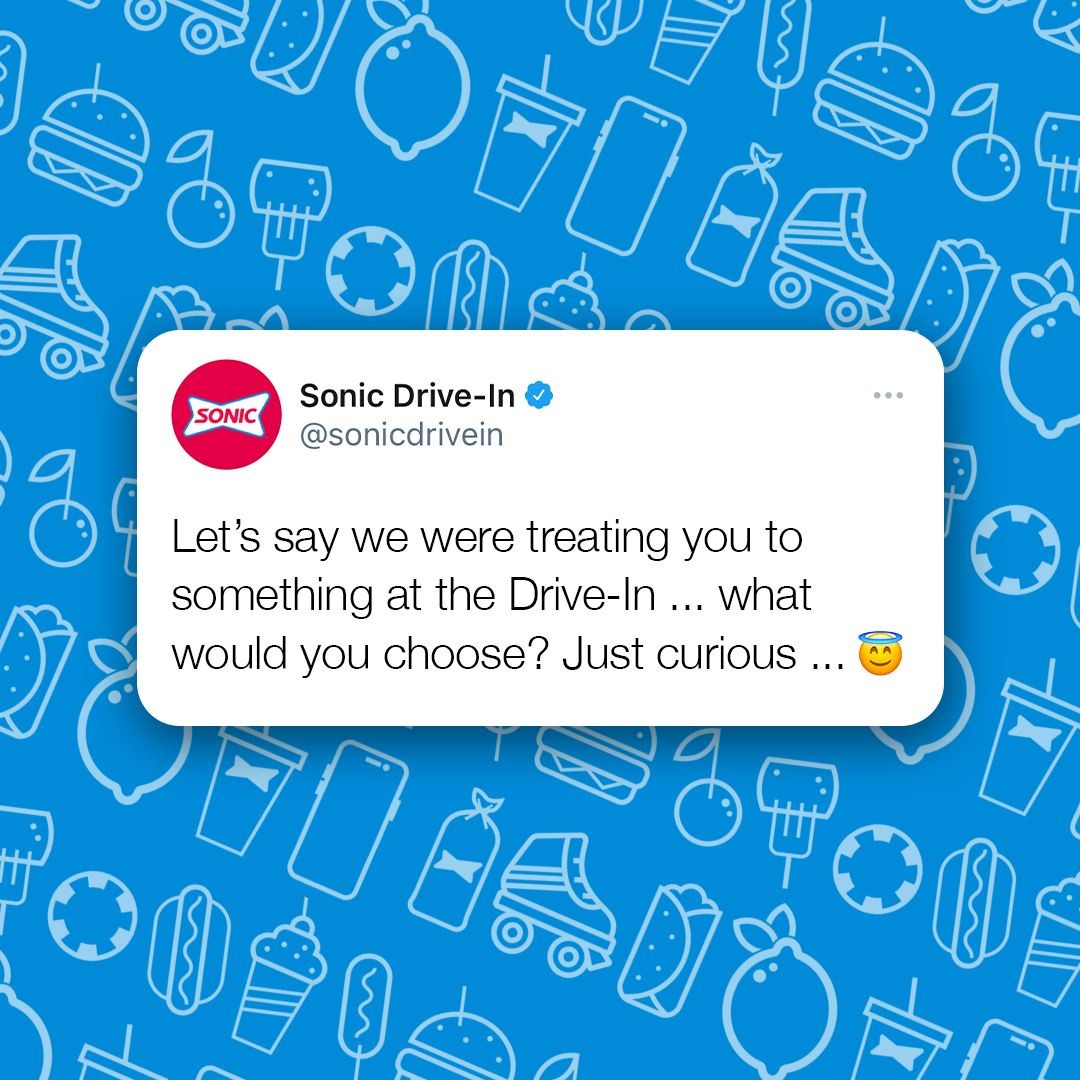 SONIC
Sonic Drive-In
@sonicdrivein
Let’s say we were treating you to
something at the Drive-In ... what
would you choose? Just curious ... 😇